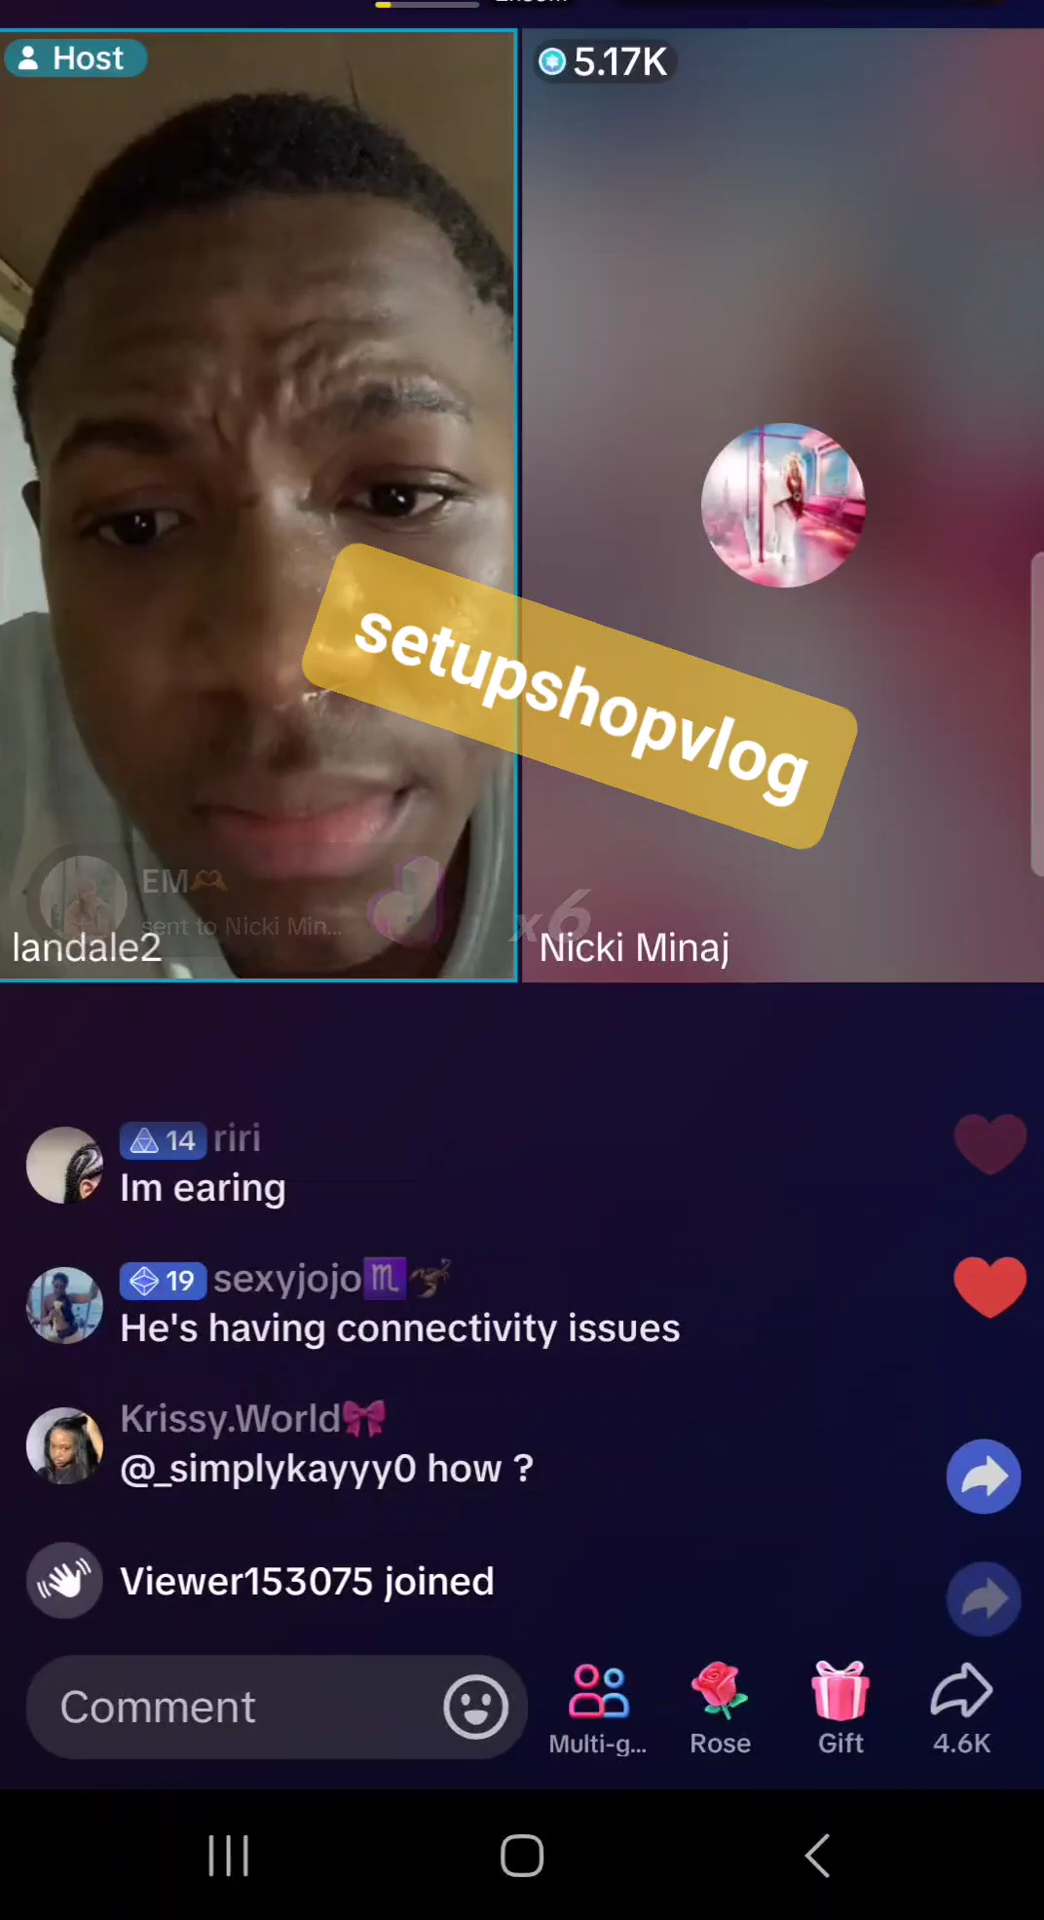 Host
5.17K
setupshopvlog
EM🫶🏾
sent to Nicki Min...
x6
landale2
Nicki Minaj
14 riri
Im earing
19 sexyjojo♏🦂
He's having connectivity issues
Krissy.World🎀
@_simplykayyy0 how ?
Viewer153075 joined
Comment
Multi-g...
Rose
Gift
4.6K